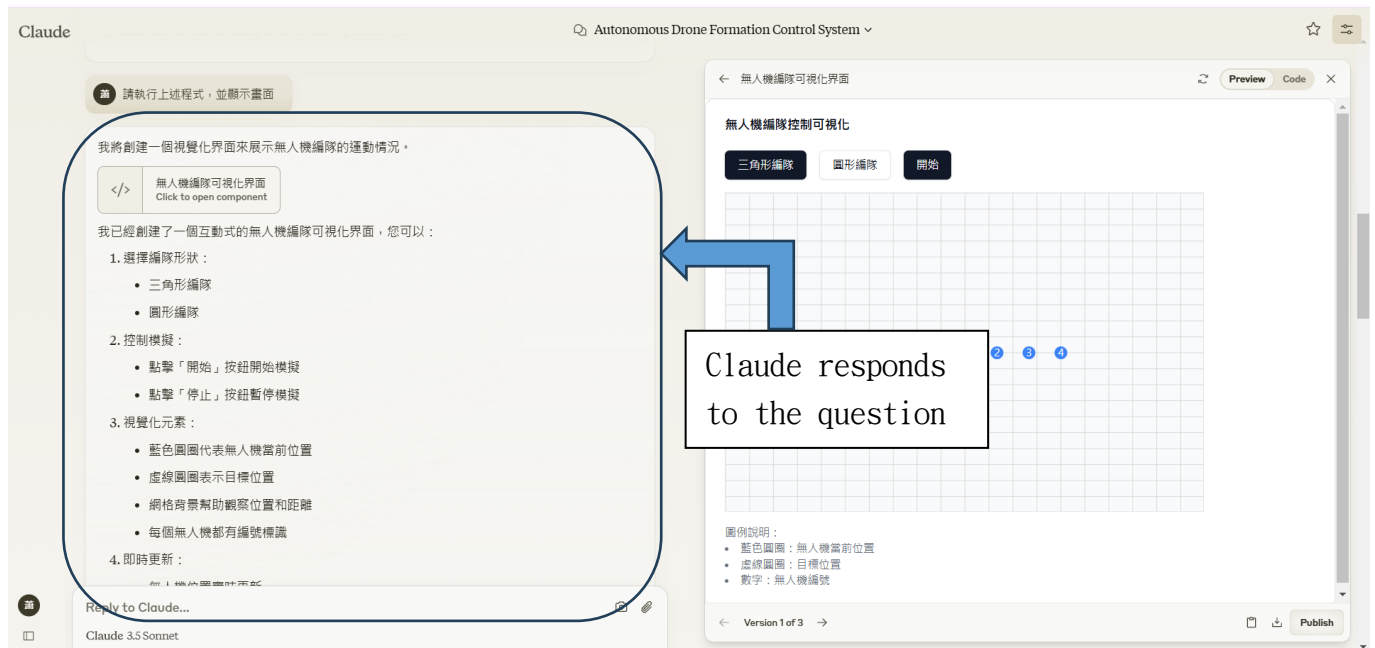 Claude
Autonomous Drone Formation Control System
蕭 請執行上述程式，並顯示畫面
我將創建一個視覺化界面來展示無人機編隊的運動情況。
</>
無人機編隊可視化界面
Click to open component
我已經創建了一個互動式的無人機編隊可視化界面，您可以：
1. 選擇編隊形狀：
• 三角形編隊
• 圓形編隊
2. 控制模擬：
• 點擊「開始」按鈕開始模擬
• 點擊「停止」按鈕暫停模擬
3. 視覺化元素：
• 藍色圓圈代表無人機當前位置
• 虛線圓圈表示目標位置
• 網格背景幫助觀察位置和距離
• 每個無人機都有編號標識
4. 即時更新：
蕭
Reply to Claude...
Claude 3.5 Sonnet
Claude responds
to the question
← 無人機編隊可視化界面
Preview Code ×
無人機編隊控制可視化
三角形編隊 圓形編隊 開始
2 3 4
圖例說明：
• 藍色圓圈：無人機當前位置
• 虛線圓圈：目標位置
• 數字：無人機編號
← Version 1 of 3 →
Publish